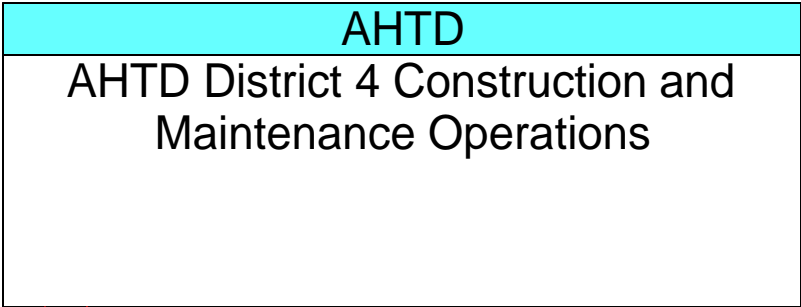 AHTD
AHTD District 4 Construction and
Maintenance Operations